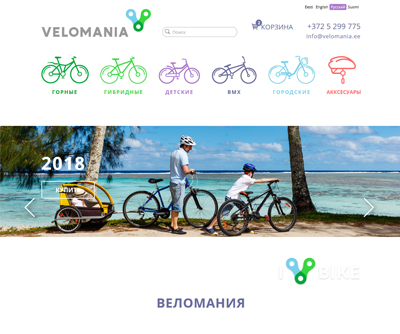 Eesti English Русский Suomi
VELOMANIA
Поиск
2
КОРЗИНА
+372 5 299 775
info@velomania.ee
ГОРНЫЕ
ГИБРИДНЫЕ
ДЕТСКИЕ
BMX
ГОРОДСКИЕ
АКСЕССУАРЫ
2018
КУПИТЬ
I BIKE
ВЕЛОМАНИЯ